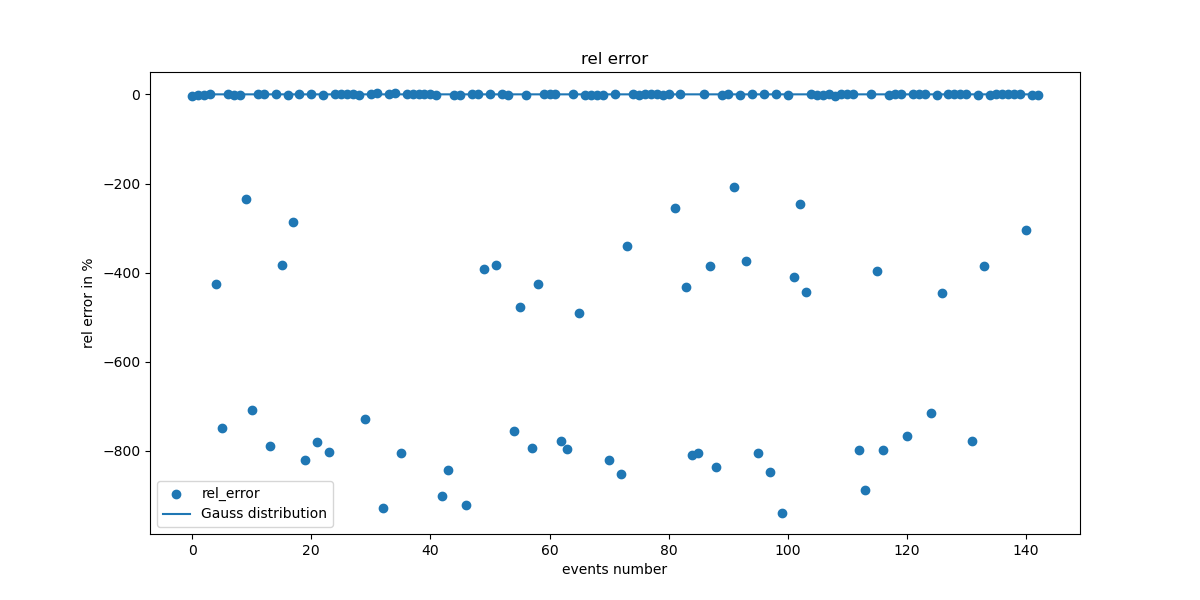 rel error
0
−200
−400
−600
−800
rel error in %
rel_error
Gauss distribution
0 20 40 60 80 100 120 140
events number